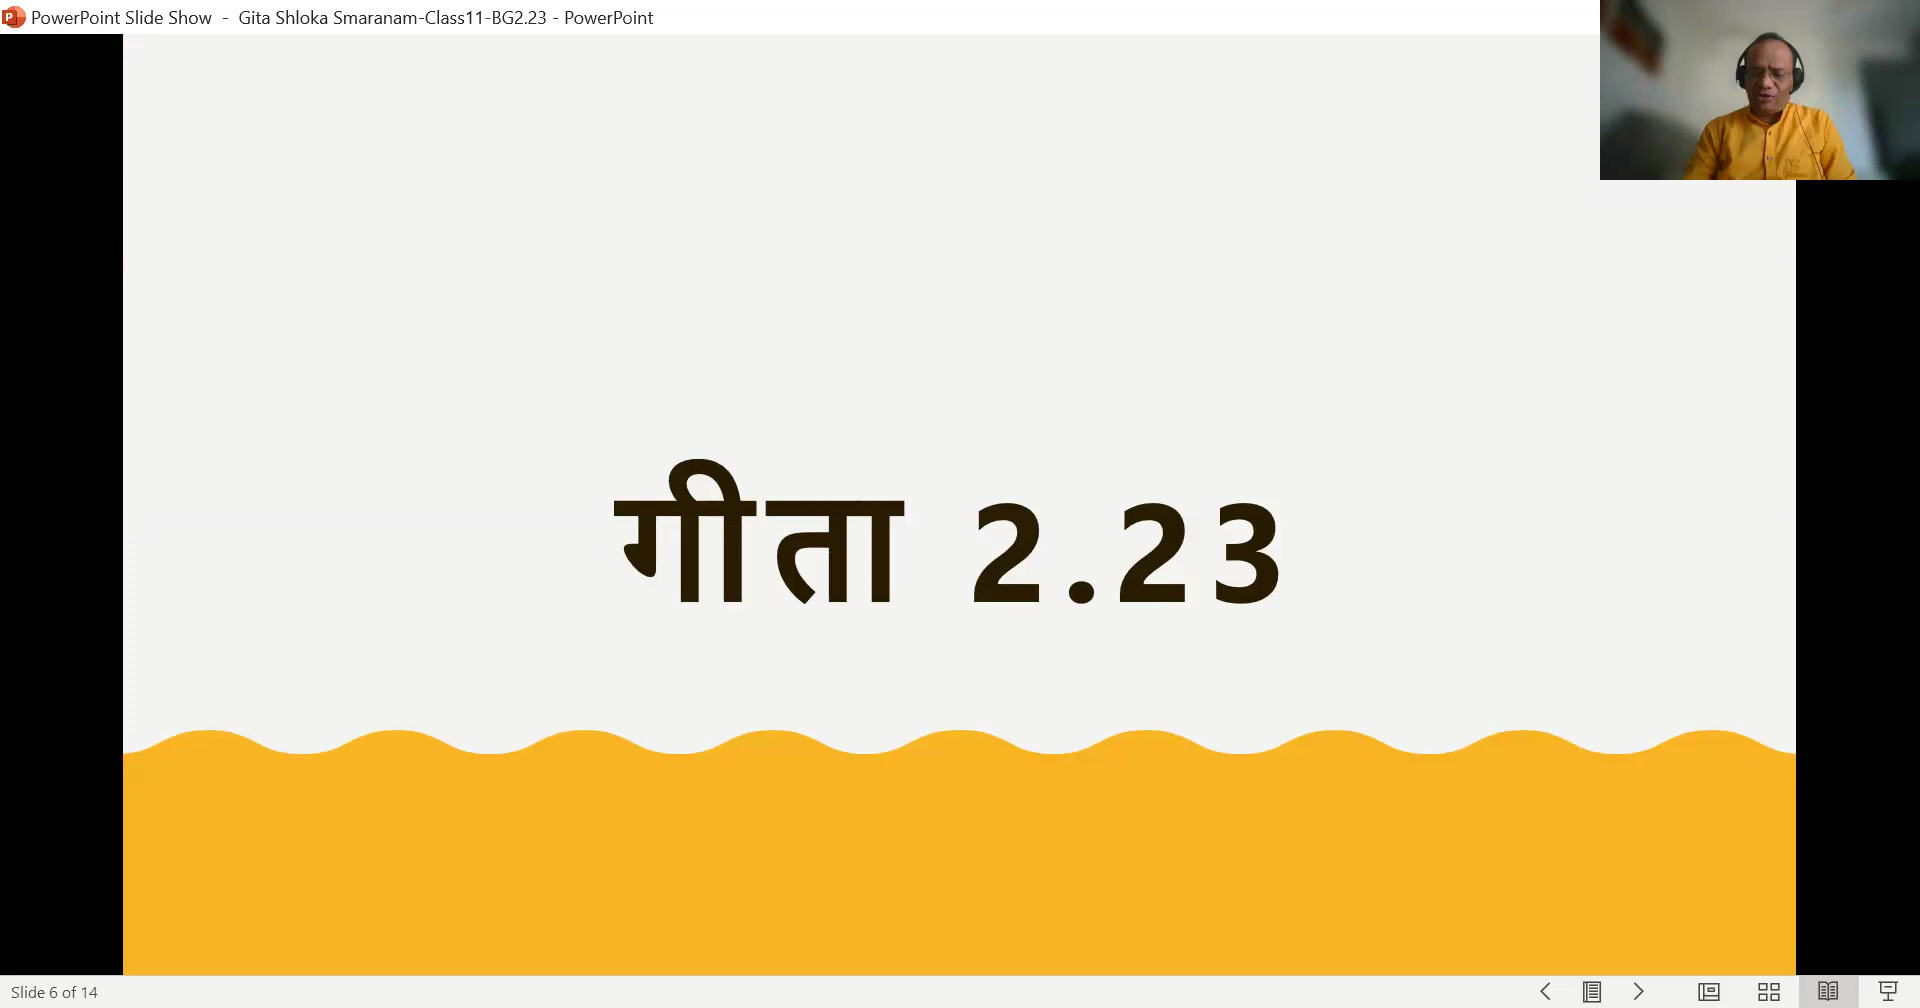 PowerPoint Slide Show - Gita Shloka Smaranam-Class11-BG2.23 - PowerPoint
गीता 2.23
Slide 6 of 14